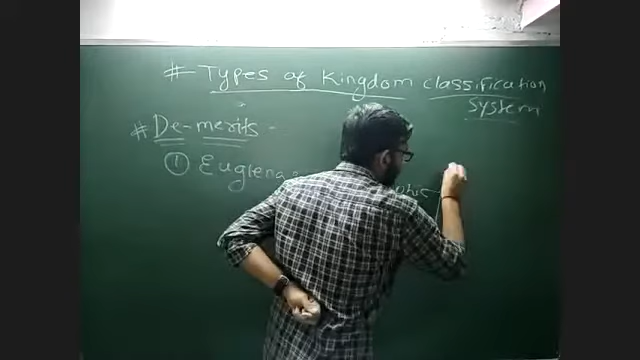 # Types of Kingdom classification
System
# De-merits -
① Euglena